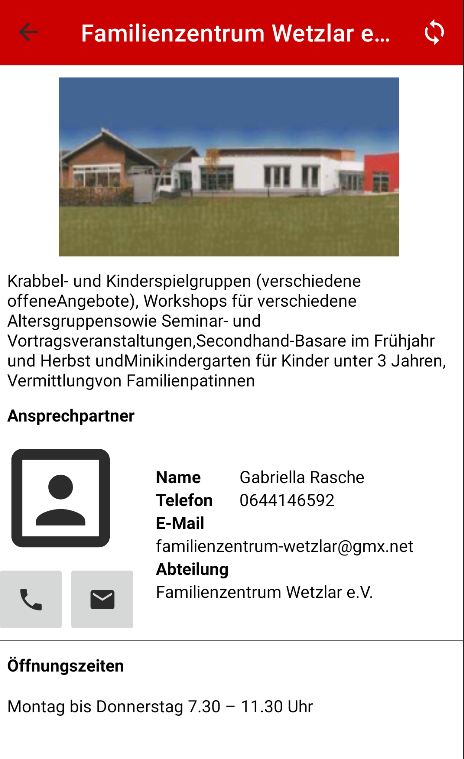 Familienzentrum Wetzlar e...
Krabbel- und Kinderspielgruppen (verschiedene
offeneAngebote), Workshops für verschiedene
Altersgruppensowie Seminar- und
Vortragsveranstaltungen,Secondhand-Basare im Frühjahr
und Herbst undMinikindergarten für Kinder unter 3 Jahren,
Vermittlungvon Familienpatinnen
Ansprechpartner
Name Gabriella Rasche
Telefon 0644146592
E-Mail
familienzentrum-wetzlar@gmx.net
Abteilung
Familienzentrum Wetzlar e.V.
Öffnungszeiten
Montag bis Donnerstag 7.30 – 11.30 Uhr